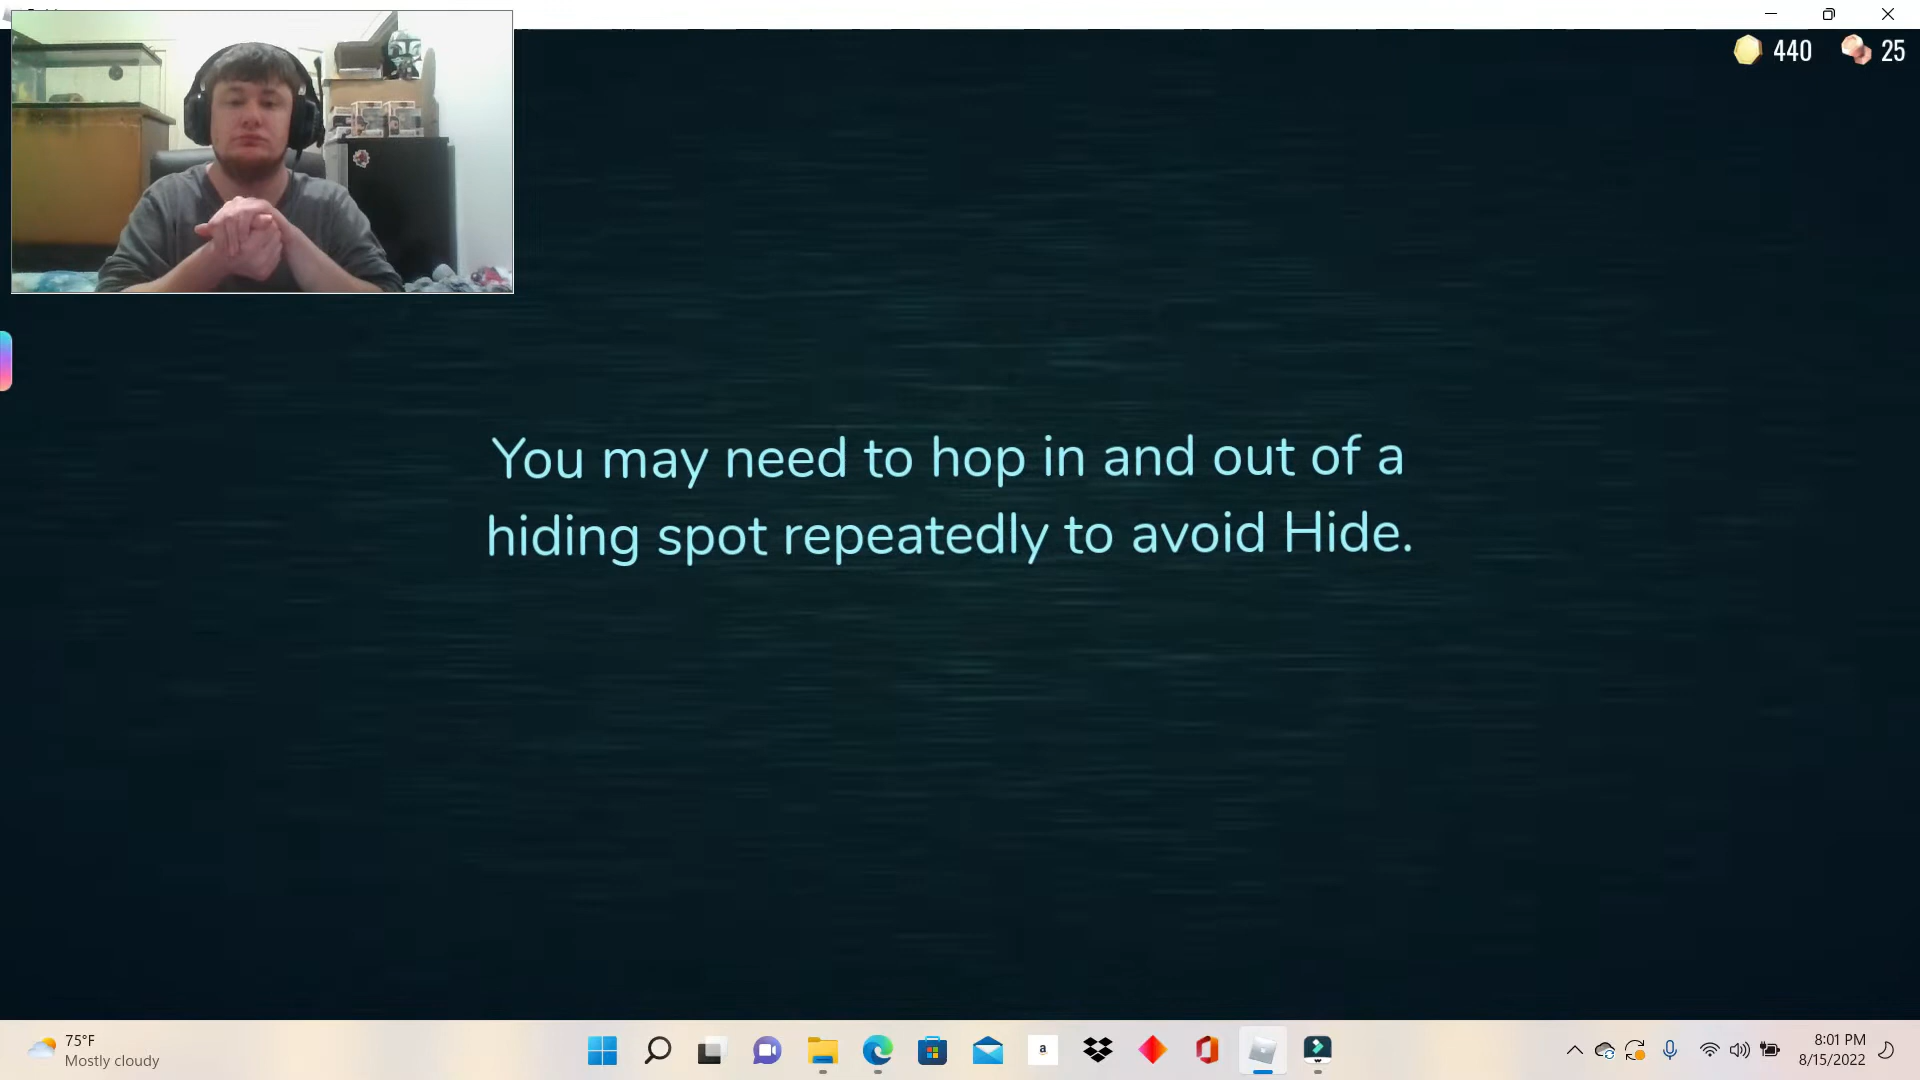 440 25
You may need to hop in and out of a
hiding spot repeatedly to avoid Hide.
75°F
Mostly cloudy
a
8:01 PM
8/15/2022